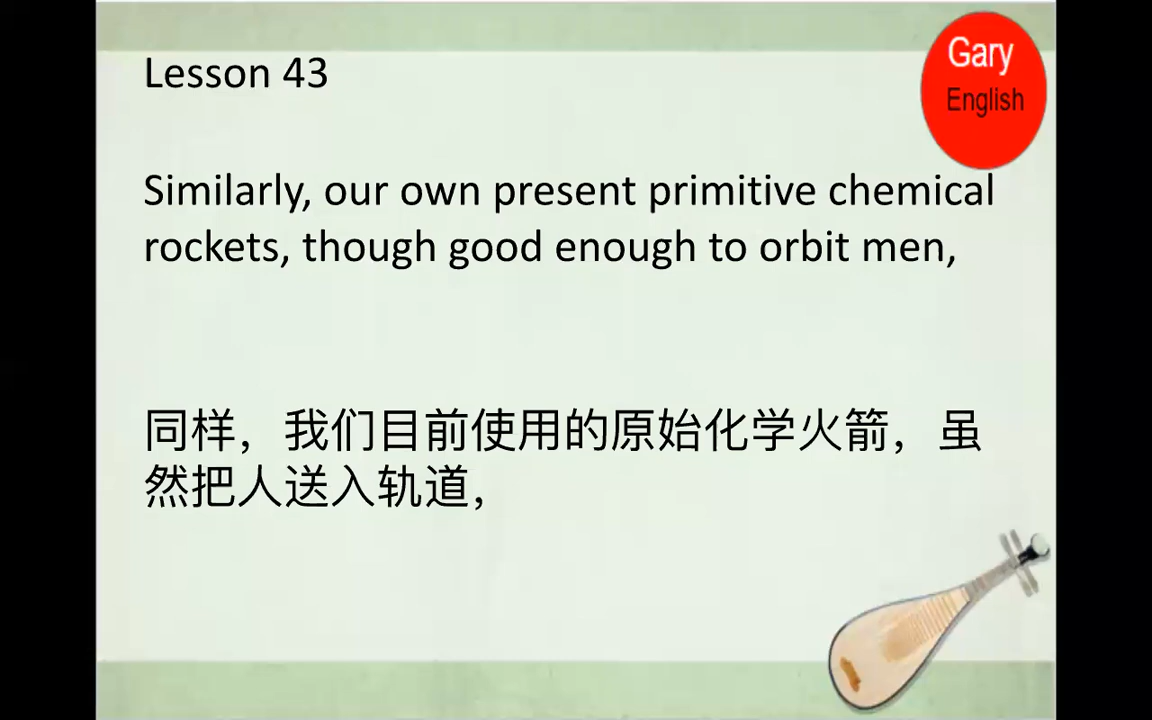 Gary
English
Lesson 43
Similarly, our own present primitive chemical
rockets, though good enough to orbit men,
同样，我们目前使用的原始化学火箭，虽
然把人送入轨道，